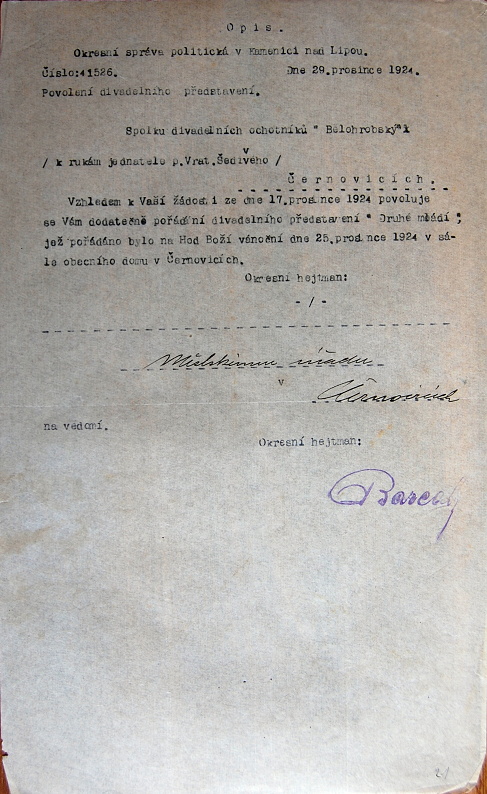 O p i s .
Okresní správa politická v Kamenici nad Lipou.
Číslo:41526. Dne 29.prosince 1924.
Povolení divadelního představení.
Spolku divadelních ochotníků " Bělohrobský"
v
/ k rukám jednatele p.Vrat.Šedivého /
Č e r n o v i c í c h .
Vzhledem k Vaší žádosti ze dne 17.prosince 1924 povoluje
se Vám dodatečně pořádání divadelního představení " Druhé mládí ",
jež pořádáno bylo na Hod Boží vánoční dne 25.prosince 1924 v sá-
le obecního domu v Černovicích.
Okresní hejtman:
- / -
Městskému úřadu
v
Černovicích
na vědomí.
Okresní hejtman:
21